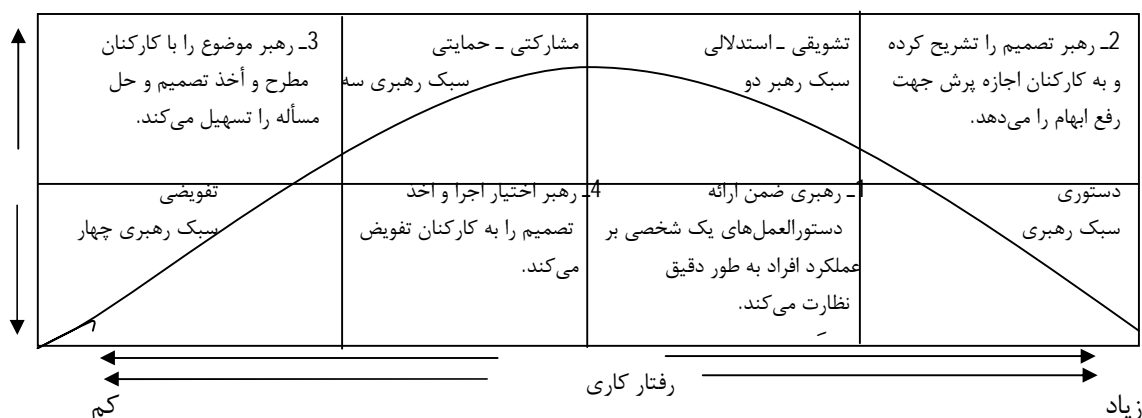 2ـ رهبر تصمیم را تشریح کرده
و به کارکنان اجازه پرش جهت
رفع ابهام را می‌دهد.
تشویقی ـ استدلالی
سبک رهبر دو
مشارکتی ـ حمایتی
سبک رهبری سه
3ـ رهبر موضوع را با کارکنان
مطرح و أخذ تصمیم و حل
مسأله را تسهیل می‌کند.
دستوری
سبک رهبری
1ـ رهبری ضمن ارائه
دستورالعمل‌های یک شخصی بر
عملکرد افراد به طور دقیق
نظارت می‌کند.
4ـ رهبر اختیار اجرا و اخد
تصمیم را به کارکنان تفویض
می‌کند.
تفویضی
سبک رهبری چهار
زیاد
رفتار کاری
کم